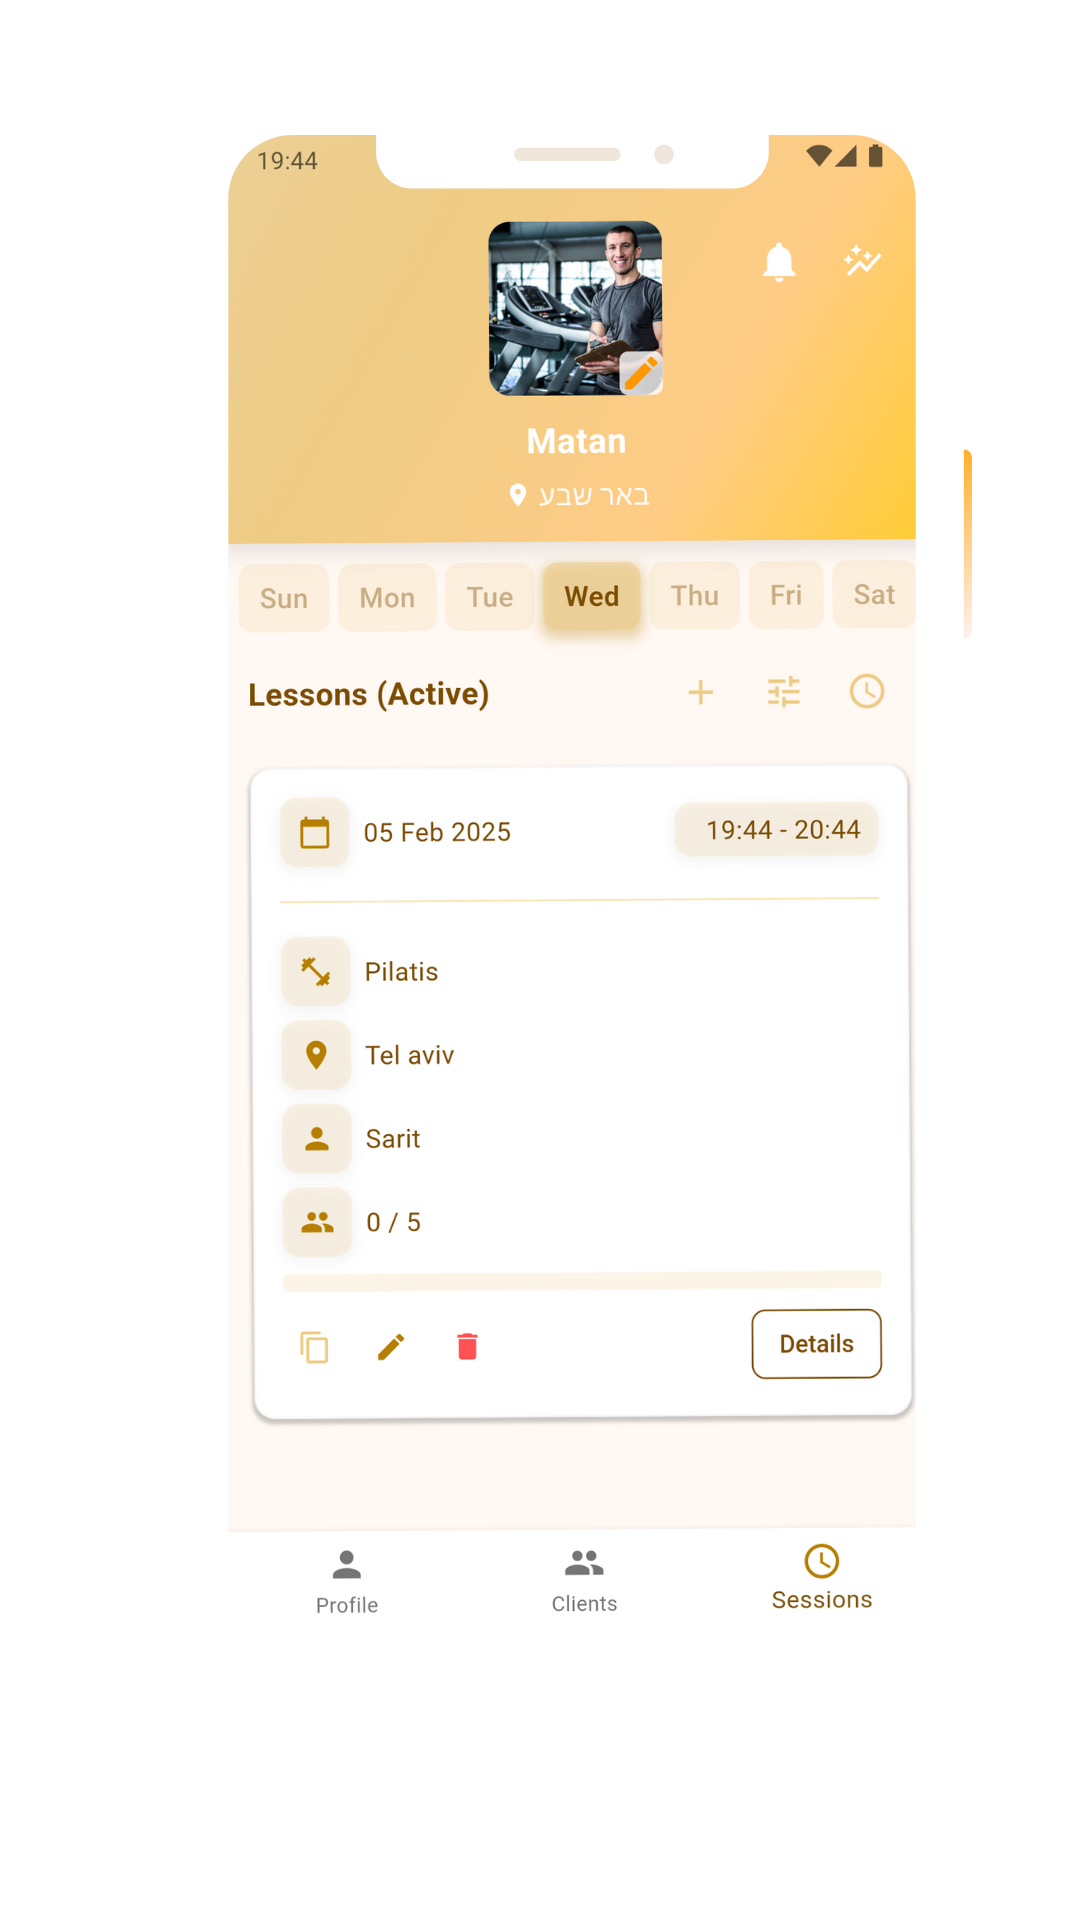 19:44
Matan
באר שבע
Sun Mon Tue Wed Thu Fri Sat
Lessons (Active)
05 Feb 2025 19:44 - 20:44
Pilatis
Tel aviv
Sarit
0 / 5
Details
Profile Clients Sessions